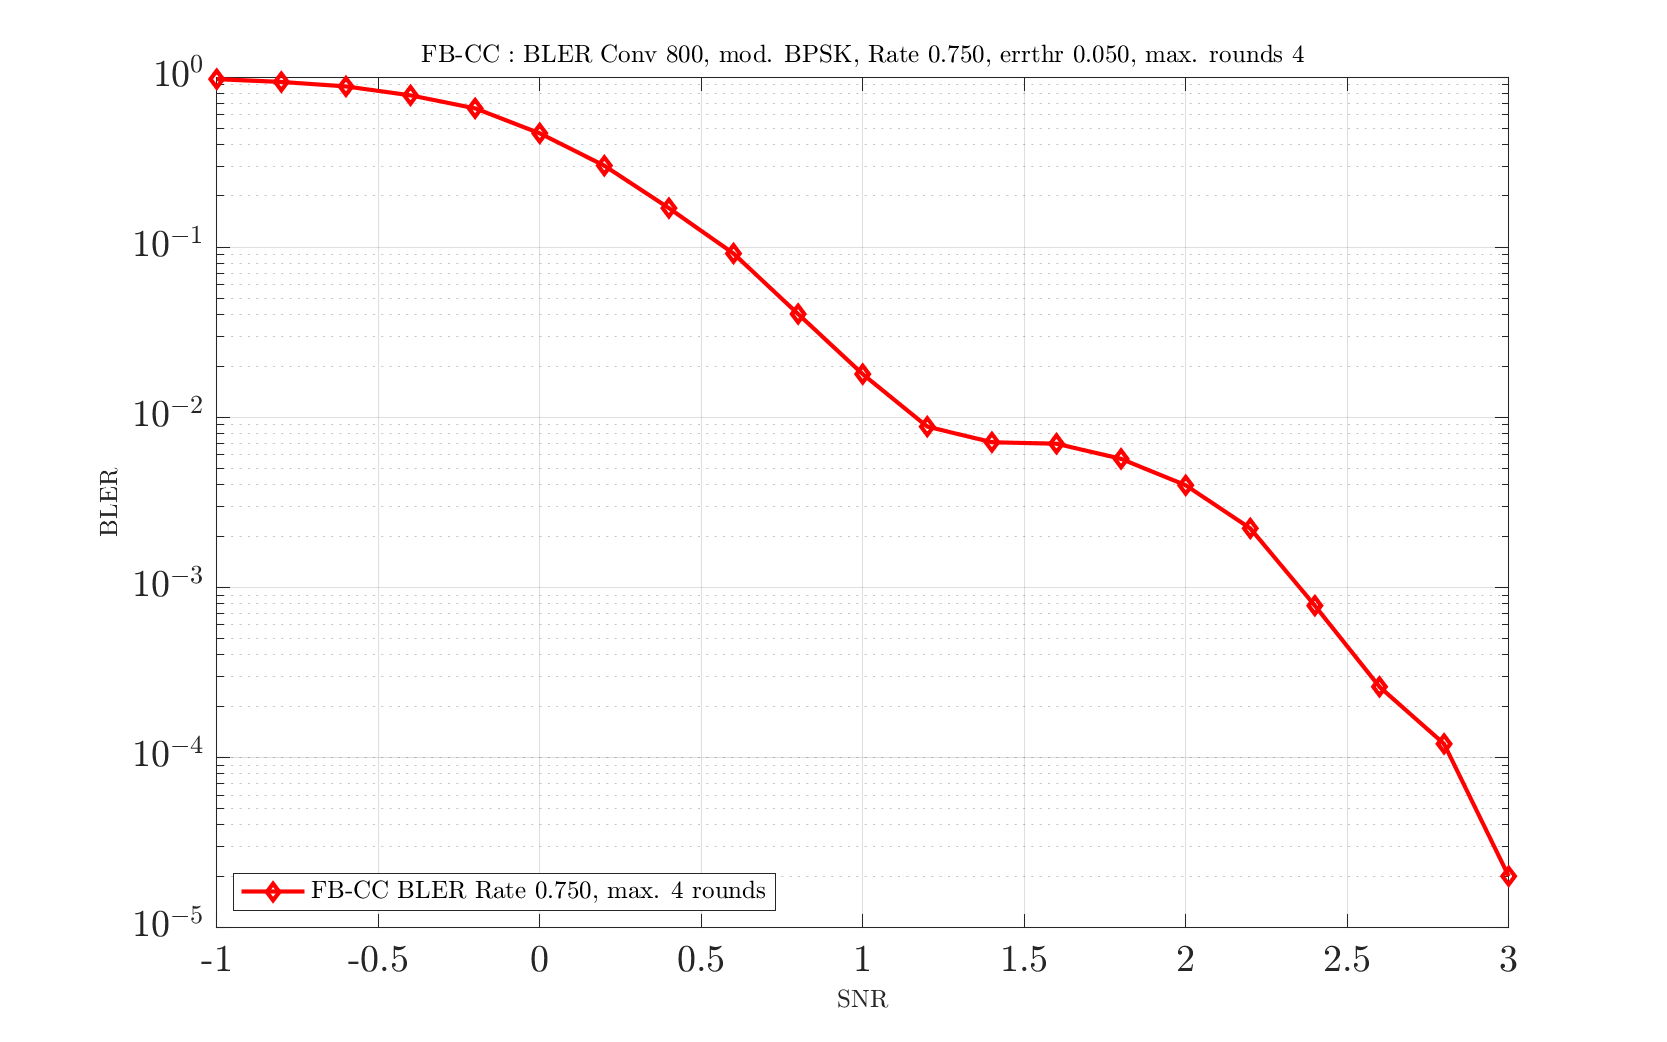 FB-CC : BLER Conv 800, mod. BPSK, Rate 0.750, errthr 0.050, max. rounds 4
10^0
10^−1
10^−2
10^−3
10^−4
10^−5
BLER
FB-CC BLER Rate 0.750, max. 4 rounds
-1 -0.5 0 0.5 1 1.5 2 2.5 3
SNR